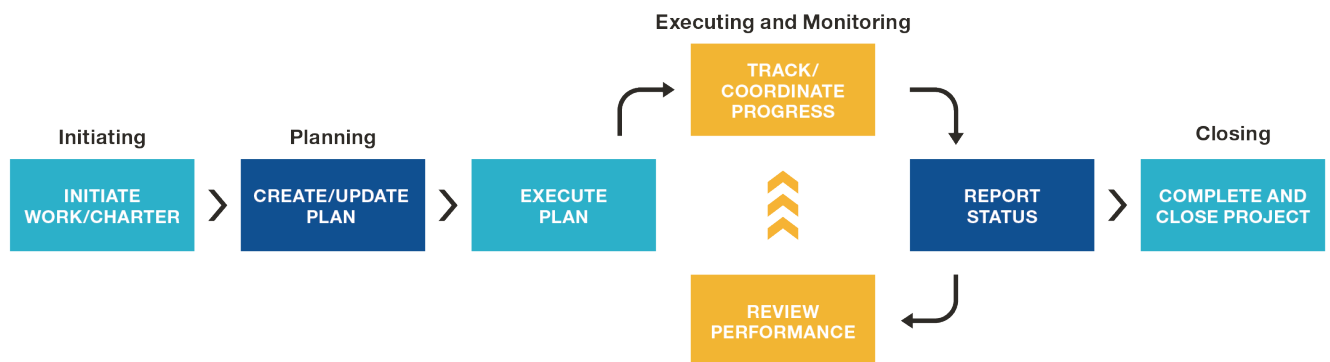 Initiating
INITIATE
WORK/CHARTER
Planning
CREATE/UPDATE
PLAN
EXECUTE
PLAN
Executing and Monitoring
TRACK/
COORDINATE
PROGRESS
REPORT
STATUS
REVIEW
PERFORMANCE
Closing
COMPLETE AND
CLOSE PROJECT